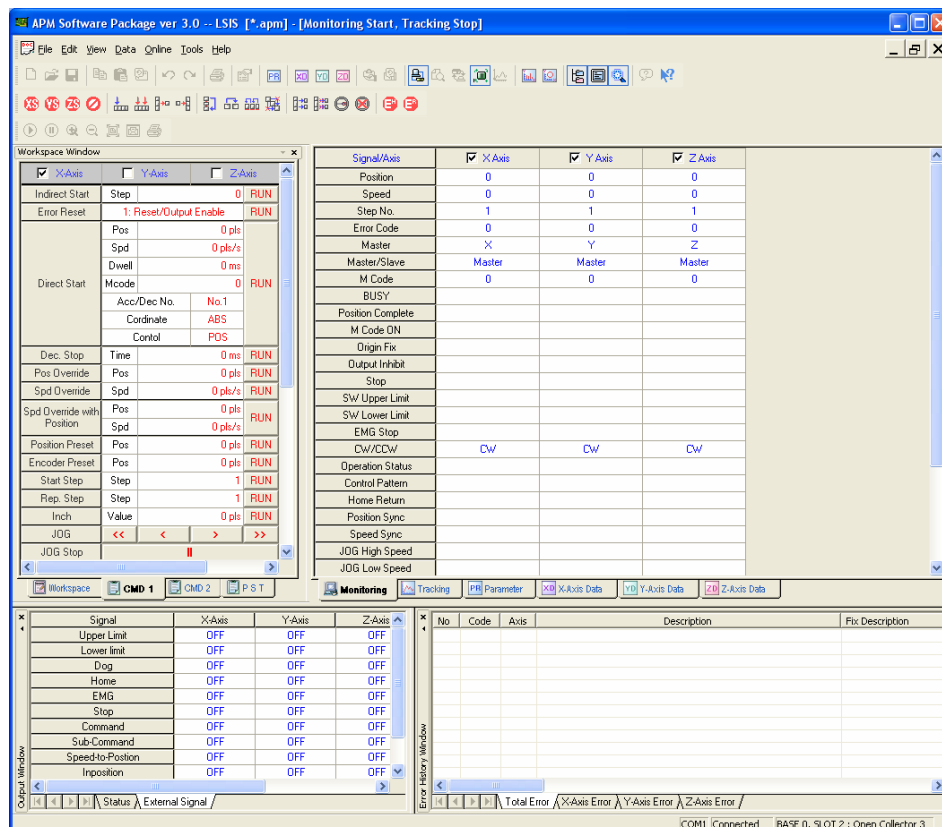 APM Software Package ver 3.0 -- LSIS [*.apm] - [Monitoring Start, Tracking Stop]
File Edit View Data Online Tools Help
PR XD YD ZD
XS YS ZS
Workspace Window
X-Axis Y-Axis Z-Axis
Indirect Start Step 0 RUN
Error Reset 1: Reset/Output Enable RUN
Direct Start RUN
Pos 0 pls
Spd 0 pls/s
Dwell 0 ms
Mcode 0
Acc/Dec No. No.1
Cordinate ABS
Contol POS
Dec. Stop Time 0 ms RUN
Pos Override Pos 0 pls RUN
Spd Override Spd 0 pls/s RUN
Spd Override with Position RUN
Pos 0 pls
Spd 0 pls/s
Position Preset Pos 0 pls RUN
Encoder Preset Pos 0 pls RUN
Start Step Step 1 RUN
Rep. Step Step 1 RUN
Inch Value 0 pls RUN
JOG << < > >>
JOG Stop II
Workspace CMD 1 CMD 2 P S T
Signal/Axis X Axis Y Axis Z Axis
Position 0 0 0
Speed 0 0 0
Step No. 1 1 1
Error Code 0 0 0
Master X Y Z
Master/Slave Master Master Master
M Code 0 0 0
BUSY
Position Complete
M Code ON
Origin Fix
Output Inhibit
Stop
SW Upper Limit
SW Lower Limit
EMG Stop
CW/CCW CW CW CW
Operation Status
Control Pattern
Home Return
Position Sync
Speed Sync
JOG High Speed
JOG Low Speed
Monitoring Tracking PR Parameter XD X-Axis Data YD Y-Axis Data ZD Z-Axis Data
Output Window
Signal X-Axis Y-Axis Z-Axis
Upper Limit OFF OFF OFF
Lower limit OFF OFF OFF
Dog OFF OFF OFF
Home OFF OFF OFF
EMG OFF OFF OFF
Stop OFF OFF OFF
Command OFF OFF OFF
Sub-Command OFF OFF OFF
Speed-to-Postion OFF OFF OFF
Inposition OFF OFF OFF
Status External Signal
Error History Window
No Code Axis Description Fix Description
Total Error X-Axis Error Y-Axis Error Z-Axis Error
COM1 Connected BASE 0, SLOT 2 : Open Collector 3